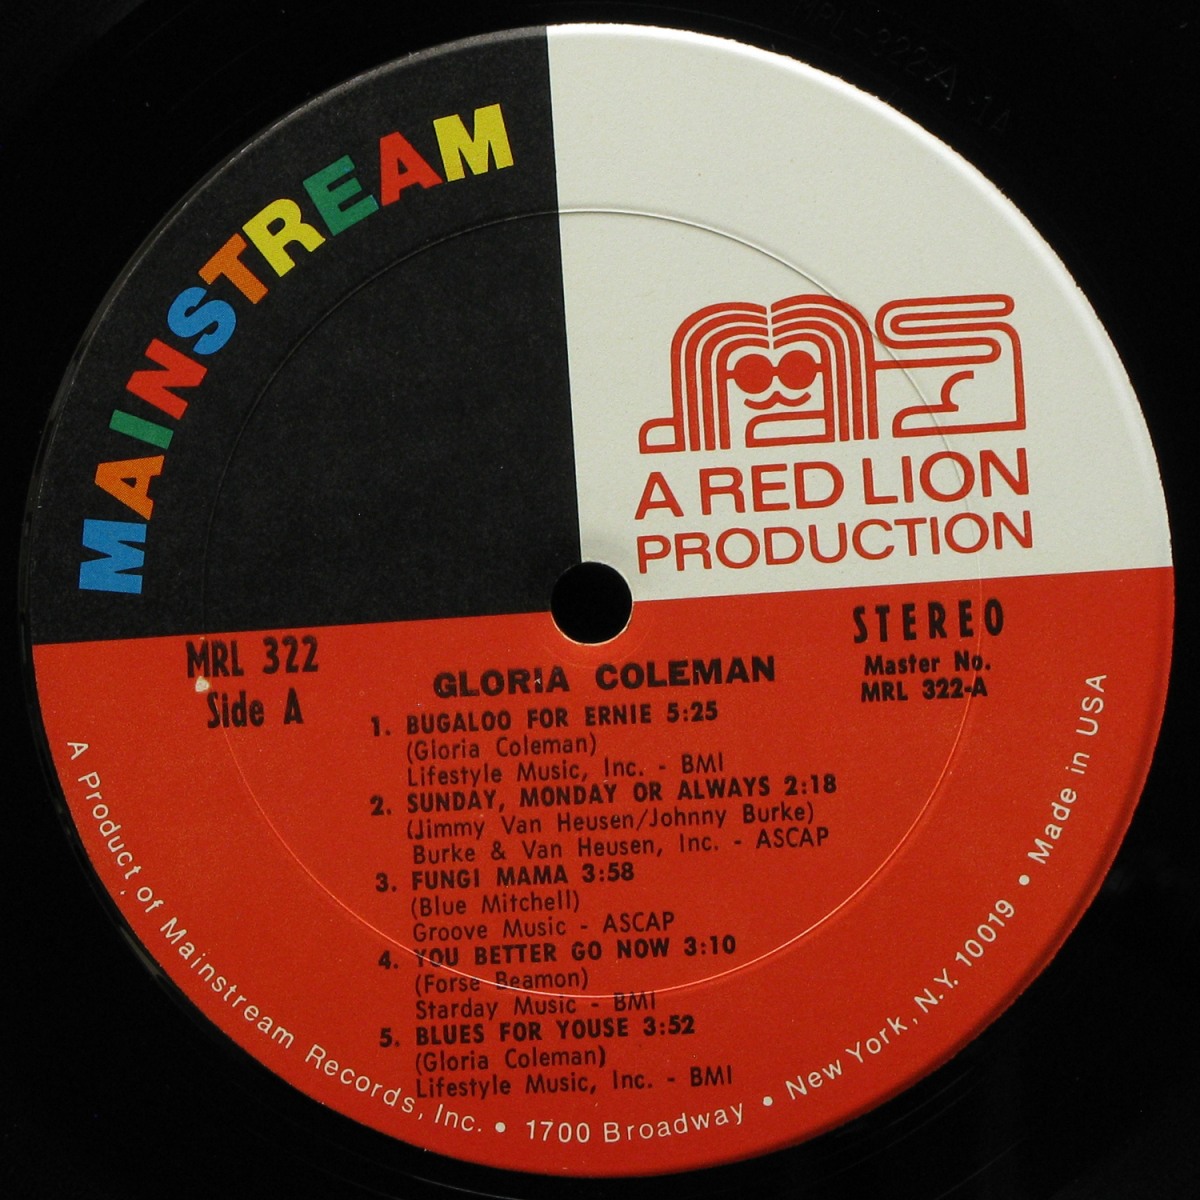 MRL-322-A 1A
MAINSTREAM
A RED LION
PRODUCTION
MRL 322
Side A
STEREO
Master No.
MRL 322-A
GLORIA COLEMAN
1. BUGALOO FOR ERNIE 5:25
(Gloria Coleman)
Lifestyle Music, Inc. - BMI
2. SUNDAY, MONDAY OR ALWAYS 2:18
(Jimmy Van Heusen/Johnny Burke)
Burke & Van Heusen, Inc. - ASCAP
3. FUNGI MAMA 3:58
(Blue Mitchell)
Groove Music - ASCAP
4. YOU BETTER GO NOW 3:10
(Forse Beamon)
Starday Music - BMI
5. BLUES FOR YOUSE 3:52
(Gloria Coleman)
Lifestyle Music, Inc. - BMI
A Product of Mainstream Records, Inc. • 1700 Broadway • New York, N.Y. 10019 • Made in USA